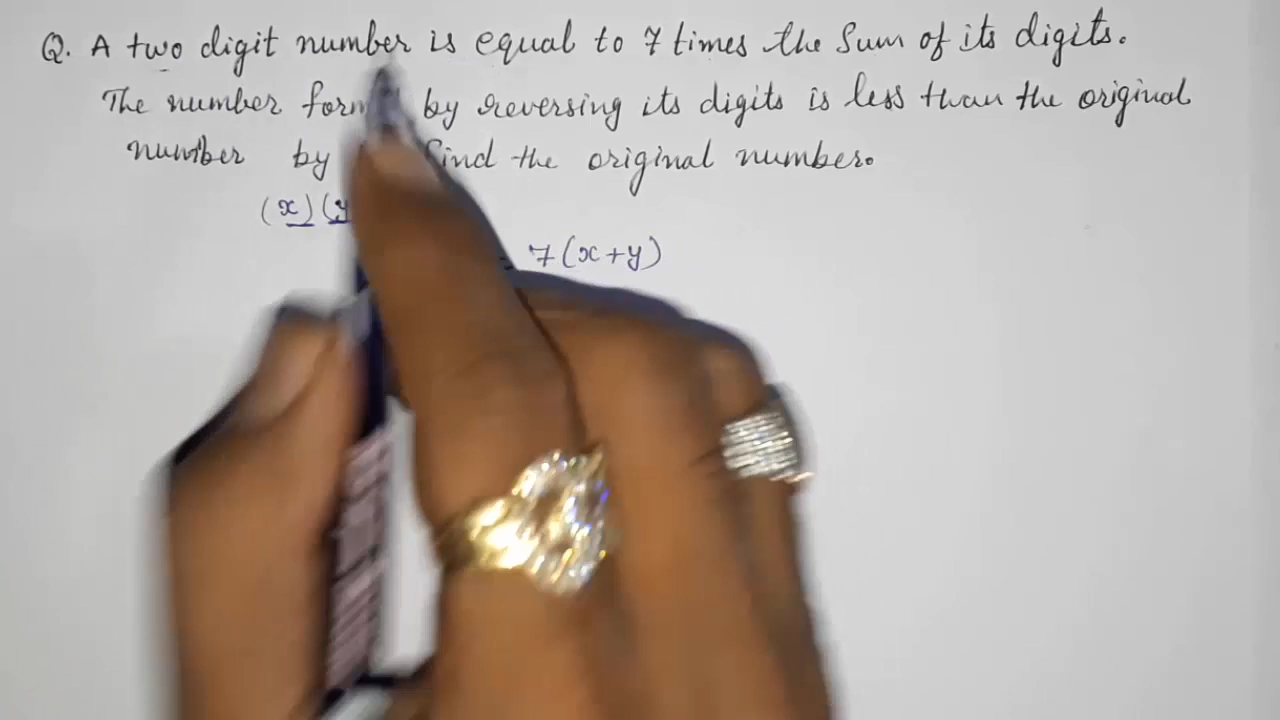 Q. A two digit number is equal to 7 times the Sum of its digits.
The number by reversing its digits is less than the original
number by find the original number.
(x) (y
= 7(x+y)